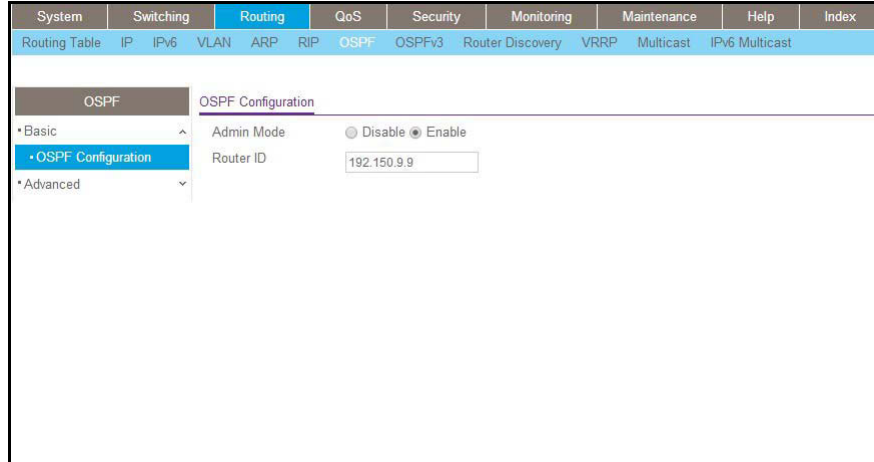 System Switching Routing QoS Security Monitoring Maintenance Help Index
Routing Table IP IPv6 VLAN ARP RIP OSPF OSPFv3 Router Discovery VRRP Multicast IPv6 Multicast
OSPF
OSPF Configuration
• Basic
Admin Mode Disable Enable
• OSPF Configuration
Router ID 192.150.9.9
• Advanced